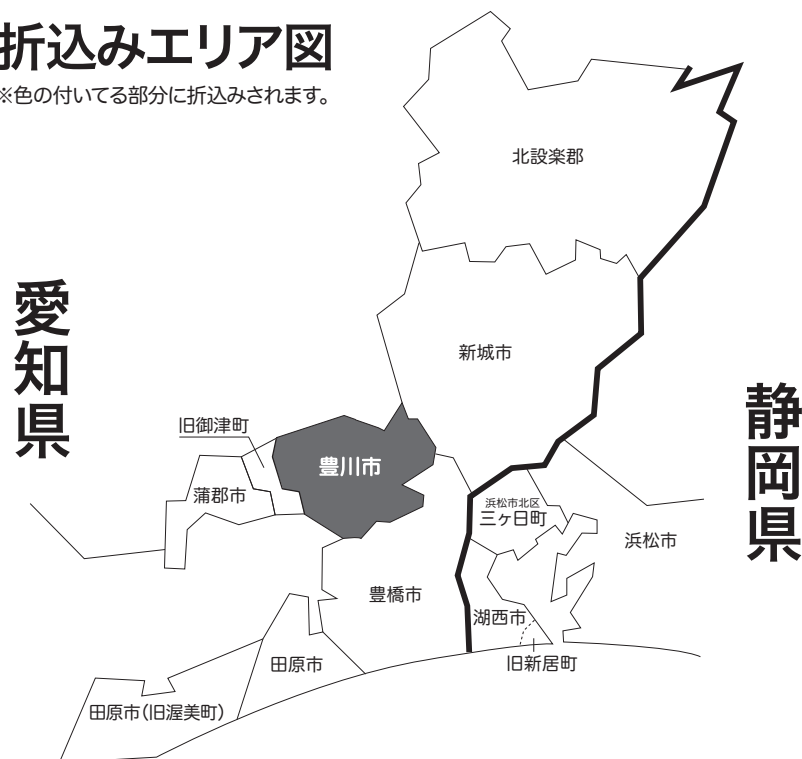 折込みエリア図
※色の付いてる部分に折込みされます。
北設楽郡
愛知県
新城市
静岡県
旧御津町
豊川市
蒲郡市
浜松市北区
三ヶ日町
浜松市
豊橋市
湖西市
旧新居町
田原市
田原市(旧渥美町)